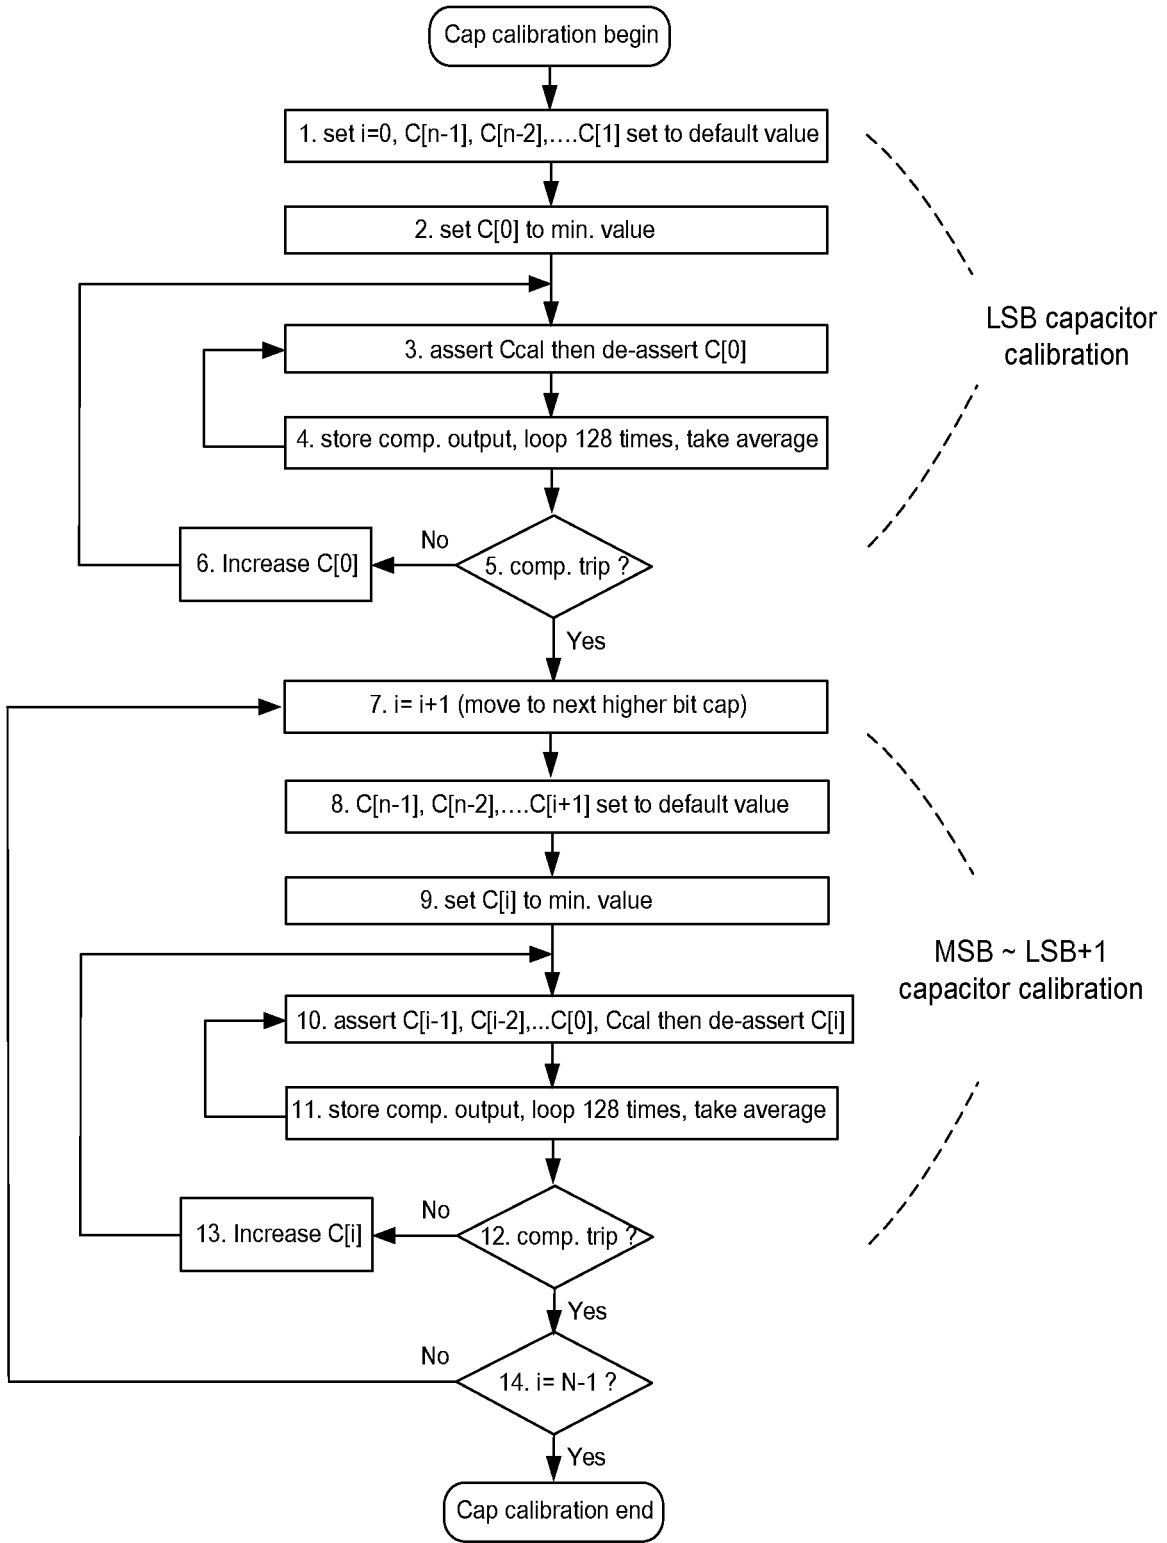 Cap calibration begin
1. set i=0, C[n-1], C[n-2],....C[1] set to default value
2. set C[0] to min. value
3. assert Ccal then de-assert C[0]
4. store comp. output, loop 128 times, take average
LSB capacitor
calibration
5. comp. trip ?
No
6. Increase C[0]
Yes
7. i= i+1 (move to next higher bit cap)
8. C[n-1], C[n-2],....C[i+1] set to default value
9. set C[i] to min. value
10. assert C[i-1], C[i-2],...C[0], Ccal then de-assert C[i]
11. store comp. output, loop 128 times, take average
MSB ~ LSB+1
capacitor calibration
12. comp. trip ?
No
13. Increase C[i]
Yes
14. i= N-1 ?
No
Yes
Cap calibration end